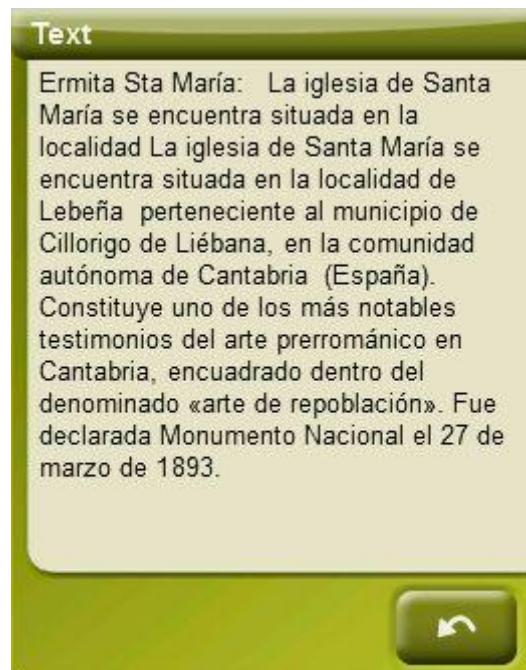 Text
Ermita Sta María:   La iglesia de Santa
María se encuentra situada en la
localidad La iglesia de Santa María se
encuentra situada en la localidad de
Lebeña  perteneciente al municipio de
Cillorigo de Liébana, en la comunidad
autónoma de Cantabria  (España).
Constituye uno de los más notables
testimonios del arte prerrománico en
Cantabria, encuadrado dentro del
denominado «arte de repoblación». Fue
declarada Monumento Nacional el 27 de
marzo de 1893.